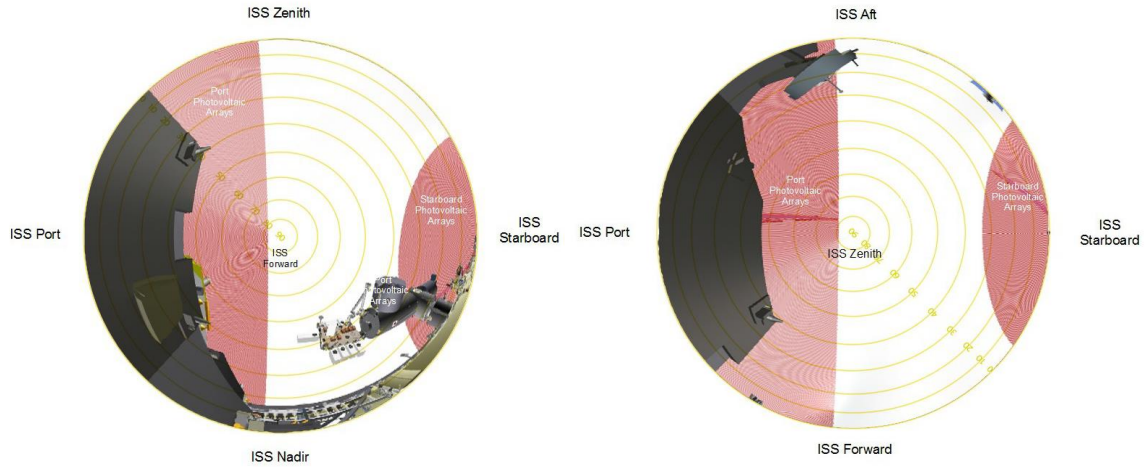 ISS Zenith
Port
Photovoltaic
Arrays
Starboard
Photovoltaic
Arrays
ISS Port
ISS
Starboard
ISS
Forward
Port
Photovoltaic
Arrays
ISS Nadir
ISS Aft
Port
Photovoltaic
Arrays
Starboard
Photovoltaic
Arrays
ISS Port
ISS
Starboard
ISS Zenith
ISS Forward